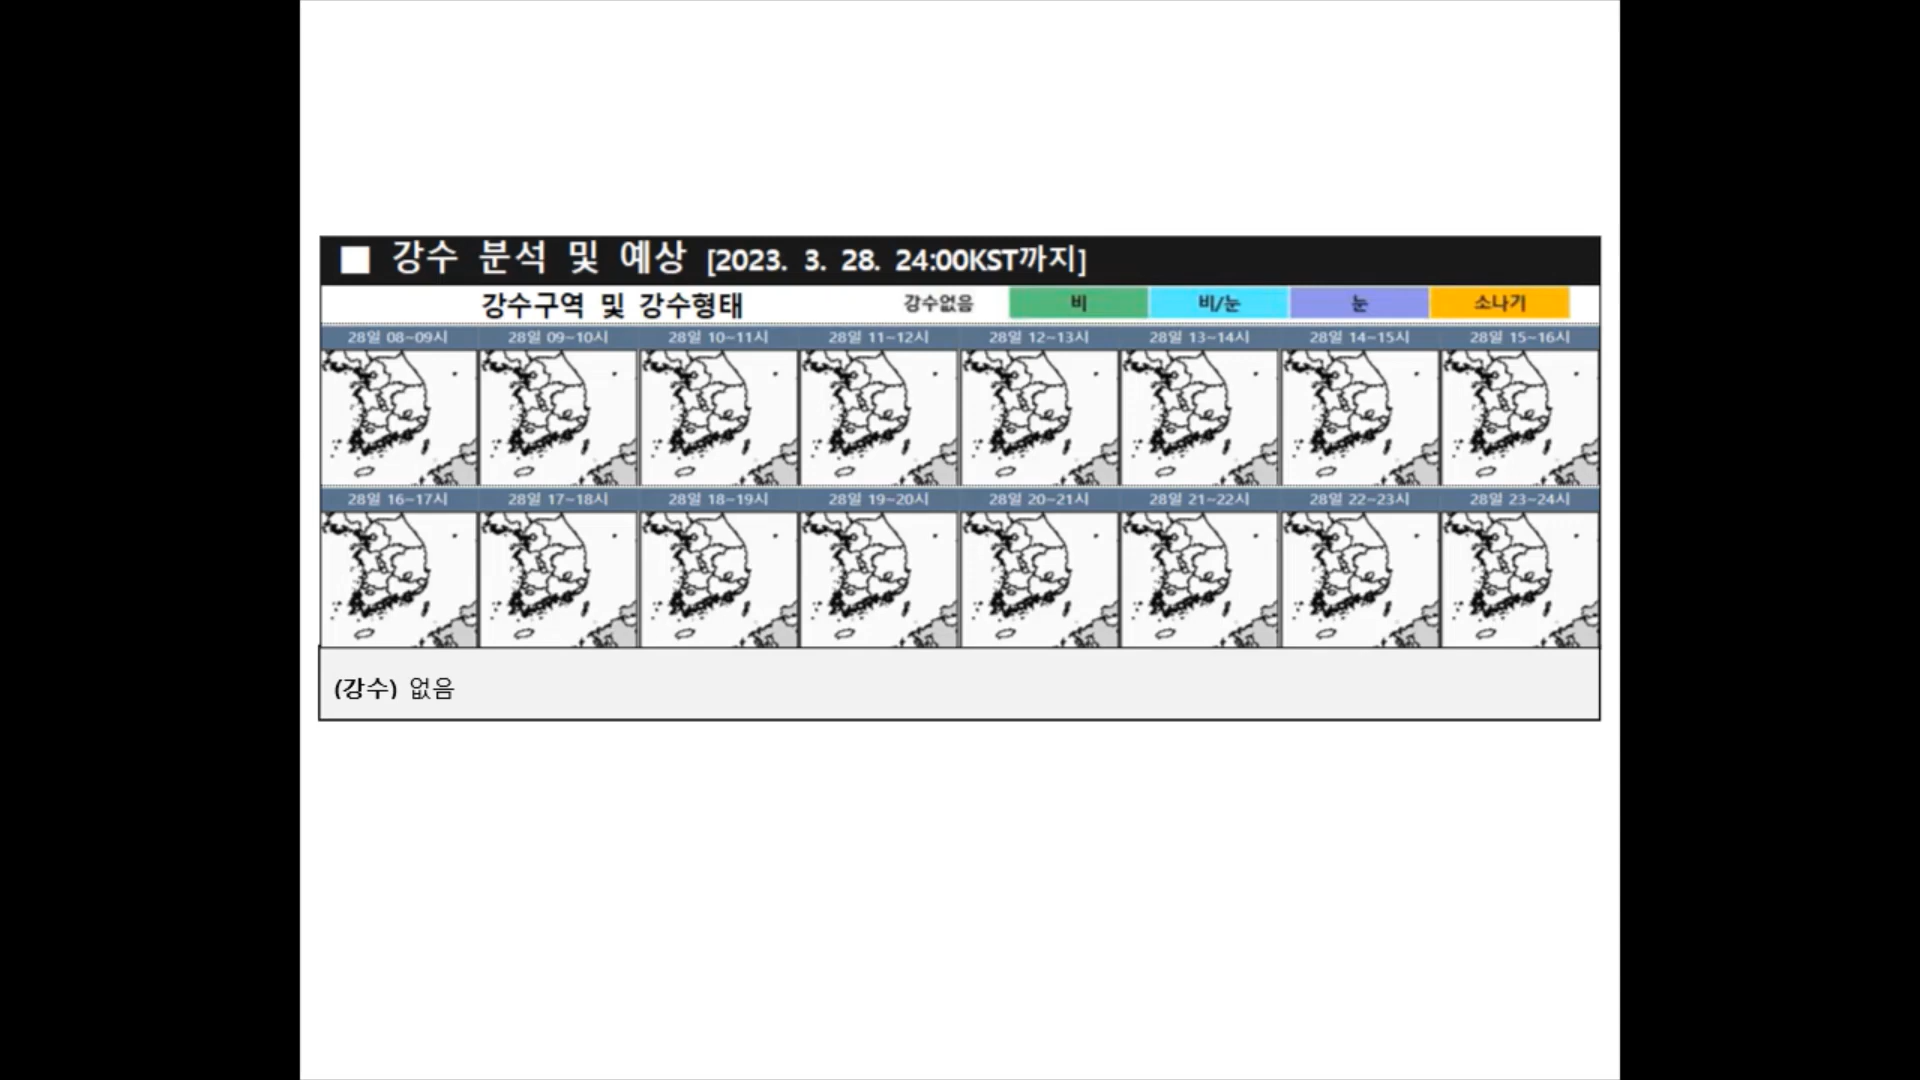 ■ 강수 분석 및 예상 [2023. 3. 28. 24:00KST까지]
강수구역 및 강수형태 강수없음 비 비/눈 눈 소나기
28일 08~09시 28일 09~10시 28일 10~11시 28일 11~12시 28일 12~13시 28일 13~14시 28일 14~15시 28일 15~16시
28일 16~17시 28일 17~18시 28일 18~19시 28일 19~20시 28일 20~21시 28일 21~22시 28일 22~23시 28일 23~24시
(강수) 없음